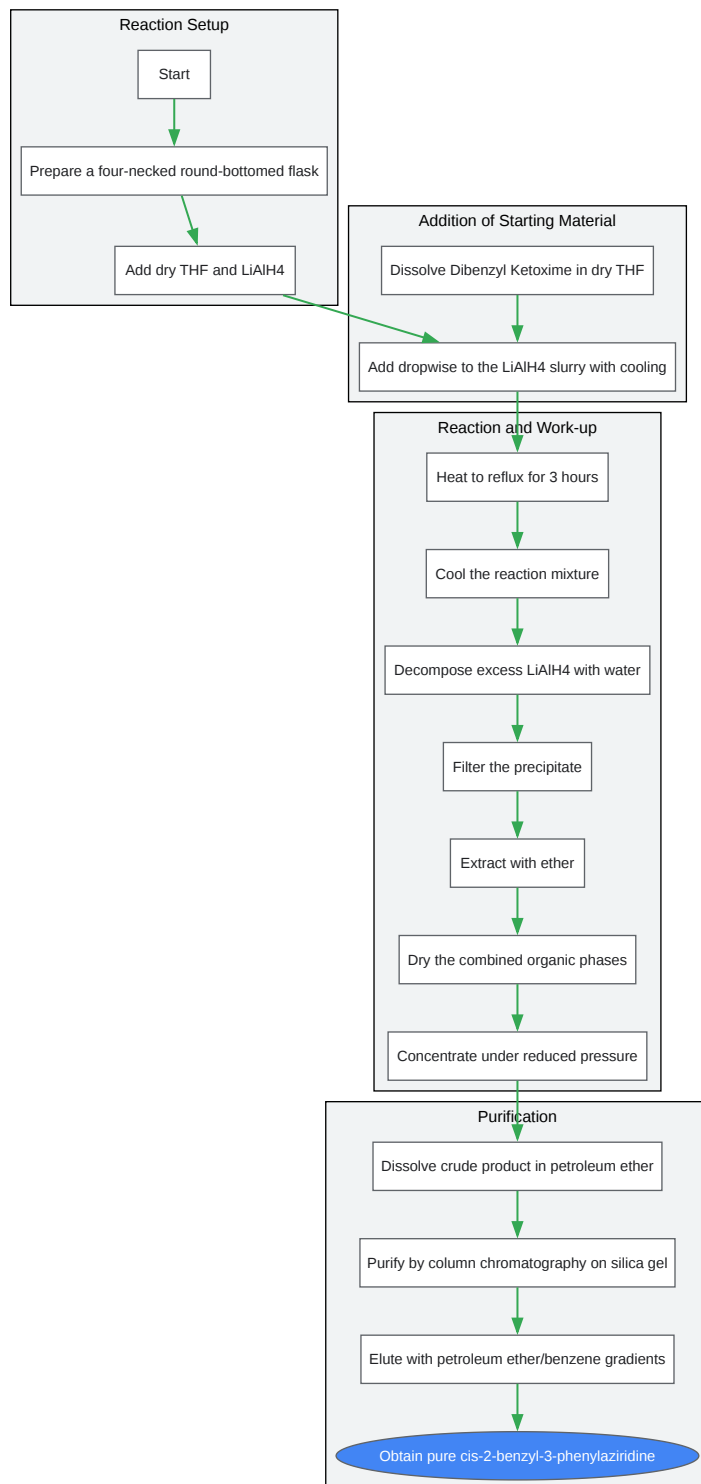 Reaction Setup
Start
Prepare a four-necked round-bottomed flask
Add dry THF and LiAlH4
Addition of Starting Material
Dissolve Dibenzyl Ketoxime in dry THF
Add dropwise to the LiAlH4 slurry with cooling
Reaction and Work-up
Heat to reflux for 3 hours
Cool the reaction mixture
Decompose excess LiAlH4 with water
Filter the precipitate
Extract with ether
Dry the combined organic phases
Concentrate under reduced pressure
Purification
Dissolve crude product in petroleum ether
Purify by column chromatography on silica gel
Elute with petroleum ether/benzene gradients
Obtain pure cis-2-benzyl-3-phenylaziridine